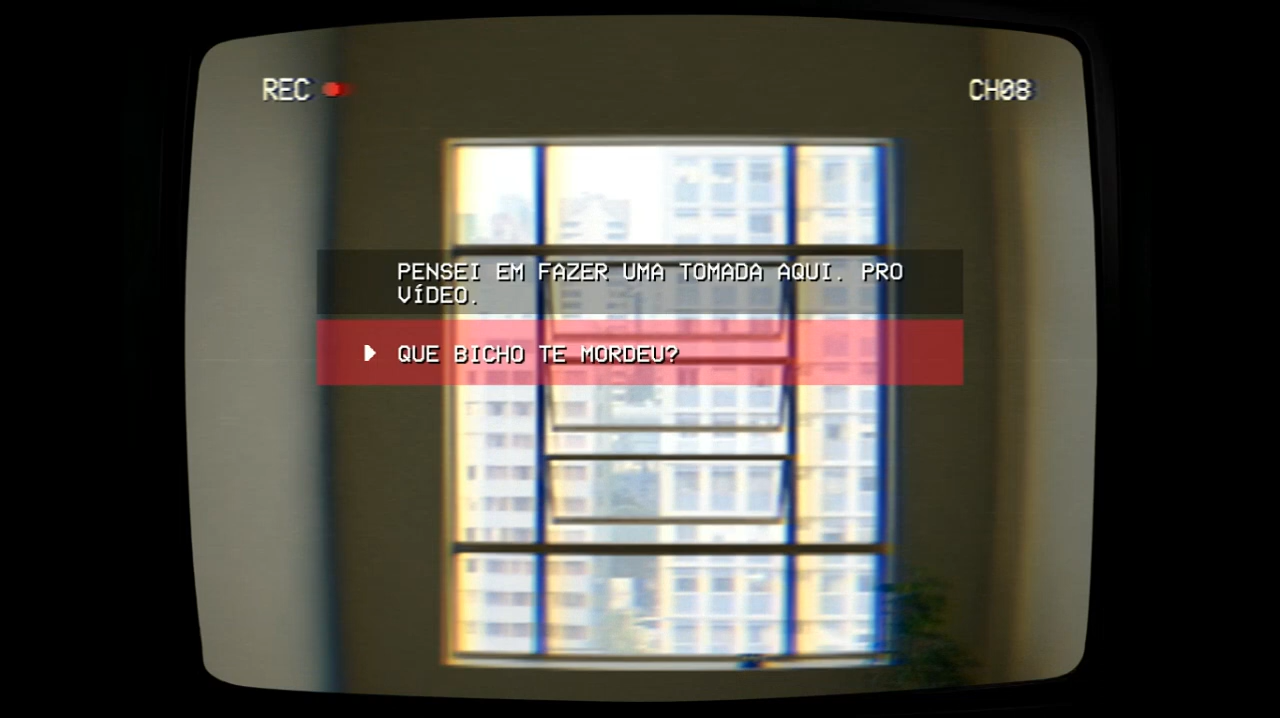 REC
CH08
PENSEI EM FAZER UMA TOMADA AQUI. PRO
VÍDEO.
QUE BICHO TE MORDEU?